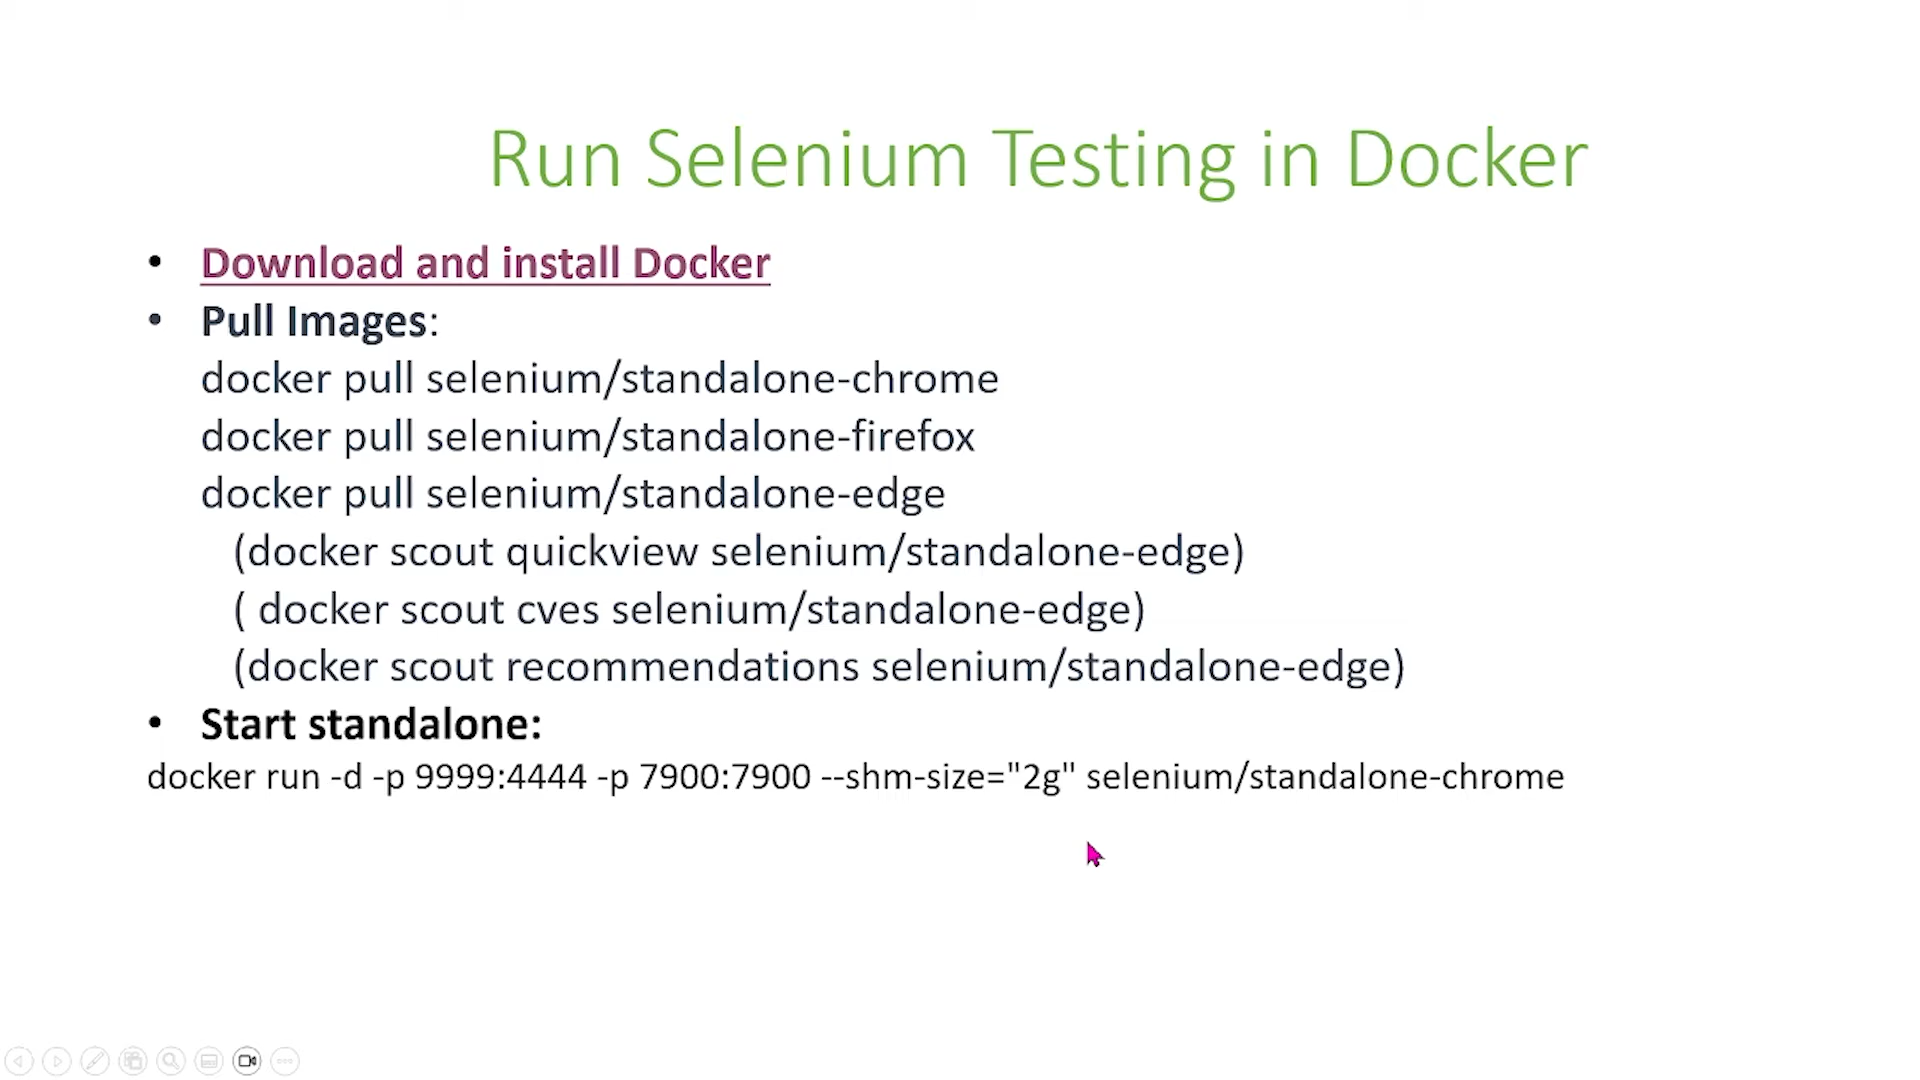 Run Selenium Testing in Docker
• Download and install Docker
• Pull Images:
docker pull selenium/standalone-chrome
docker pull selenium/standalone-firefox
docker pull selenium/standalone-edge
(docker scout quickview selenium/standalone-edge)
( docker scout cves selenium/standalone-edge)
(docker scout recommendations selenium/standalone-edge)
• Start standalone:
docker run -d -p 9999:4444 -p 7900:7900 --shm-size="2g" selenium/standalone-chrome